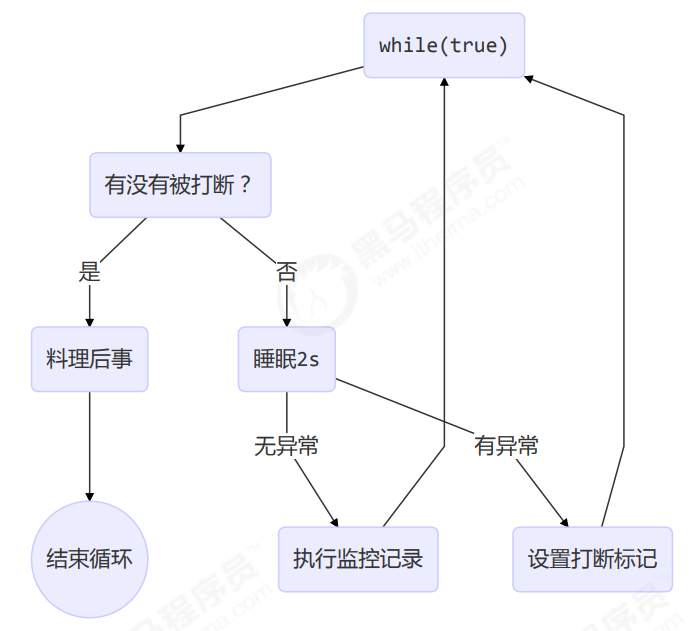 while(true)
有没有被打断？
是
否
料理后事
睡眠2s
无异常
有异常
结束循环
执行监控记录
设置打断标记
黑马程序员™
www.itheima.com